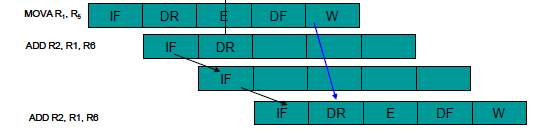 MOVA R1, R5 IF DR E DF W
ADD R2, R1, R6 IF DR
IF
ADD R2, R1, R6 IF DR E DF W